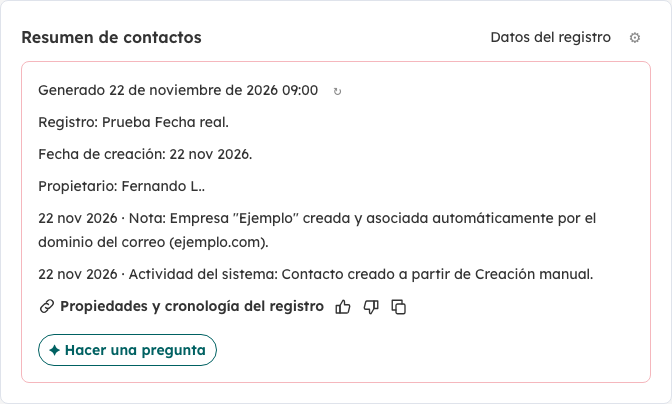 Resumen de contactos
Datos del registro
Generado 22 de noviembre de 2026 09:00
Registro: Prueba Fecha real.
Fecha de creación: 22 nov 2026.
Propietario: Fernando L..
22 nov 2026 · Nota: Empresa "Ejemplo" creada y asociada automáticamente por el
dominio del correo (ejemplo.com).
22 nov 2026 · Actividad del sistema: Contacto creado a partir de Creación manual.
Propiedades y cronología del registro
Hacer una pregunta